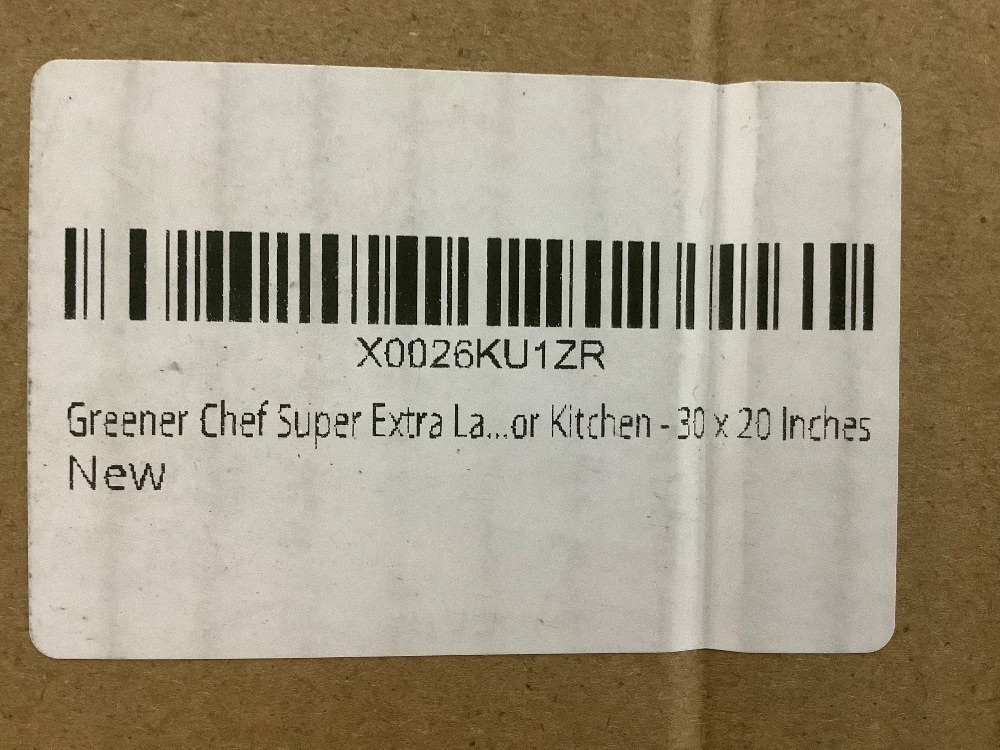 X0026KU1ZR
Greener Chef Super Extra La...or Kitchen - 30 x 20 Inches
New